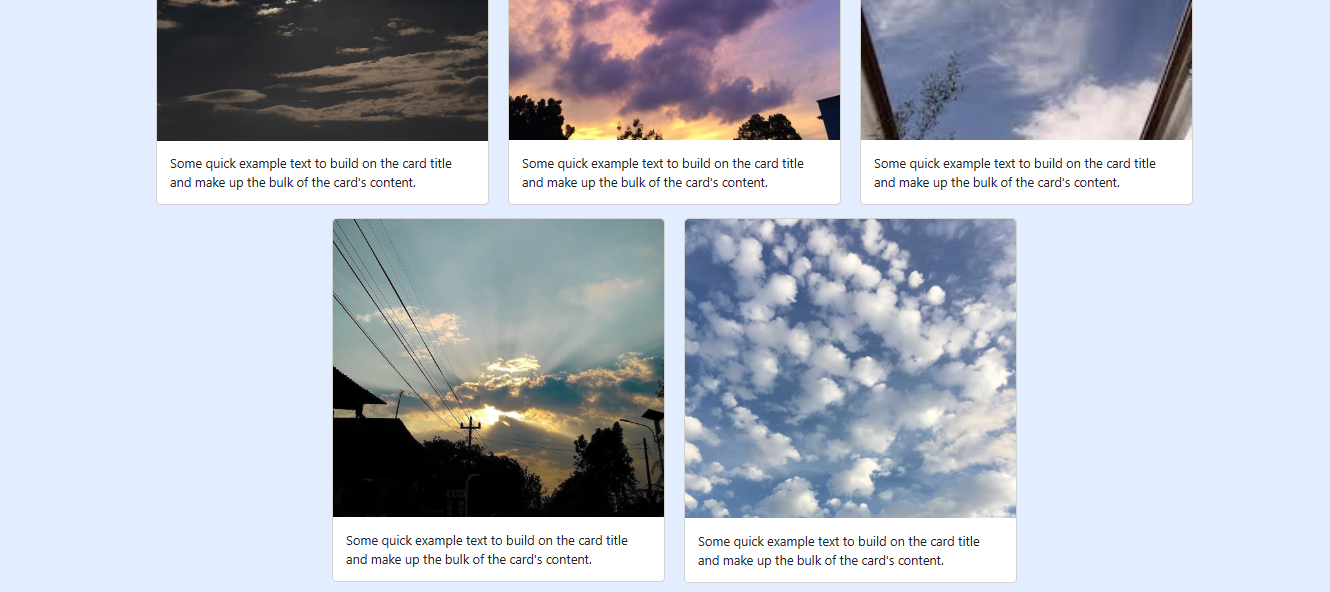 Some quick example text to build on the card title
and make up the bulk of the card's content.
Some quick example text to build on the card title
and make up the bulk of the card's content.
Some quick example text to build on the card title
and make up the bulk of the card's content.
Some quick example text to build on the card title
and make up the bulk of the card's content.
Some quick example text to build on the card title
and make up the bulk of the card's content.